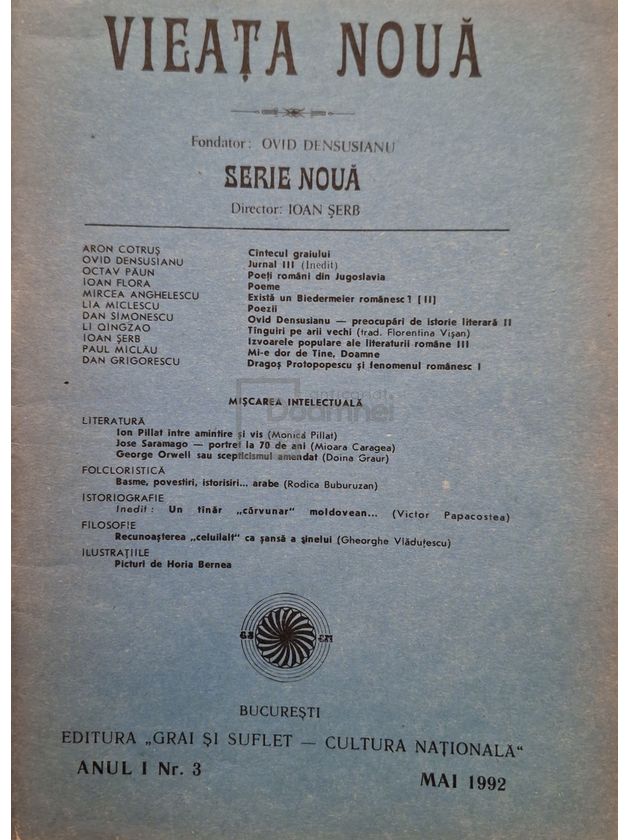 VIEAȚA NOUĂ
Fondator: OVID DENSUSIANU
SERIE NOUĂ
Director: IOAN ȘERB
ARON COTRUȘ Cîntecul graiului
OVID DENSUSIANU Jurnal III (Inedit)
OCTAV PĂUN Poeți români din Jugoslavia
IOAN FLORA Poeme
MIRCEA ANGHELESCU Există un Biedermeier românesc? [II]
LIA MICLESCU Poezii
DAN SIMONESCU Ovid Densusianu — preocupări de istorie literară II
LI QINGZAO Tînguiri pe arii vechi (trad. Florentina Vișan)
IOAN ȘERB Izvoarele populare ale literaturii române III
PAUL MICLĂU Mi-e dor de Tine, Doamne
DAN GRIGORESCU Dragoș Protopopescu și fenomenul românesc I
MIȘCAREA INTELECTUALĂ
LITERATURĂ
Ion Pillat între amintire și vis (Monica Pillat)
Jose Saramago — portret la 70 de ani (Mioara Caragea)
George Orwell sau scepticismul amendat (Doina Graur)
FOLCLORISTICĂ
Basme, povestiri, istorisiri... arabe (Rodica Buburuzan)
ISTORIOGRAFIE
Inedit: Un tînăr „cărvunar" moldovean... (Victor Papacostea)
FILOSOFIE
Recunoașterea „celuilalt" ca șansă a sinelui (Gheorghe Vlăduțescu)
ILUSTRAȚIILE
Picturi de Horia Bernea
BUCUREȘTI
EDITURA „GRAI ȘI SUFLET — CULTURA NAȚIONALĂ"
ANUL I Nr. 3
MAI 1992